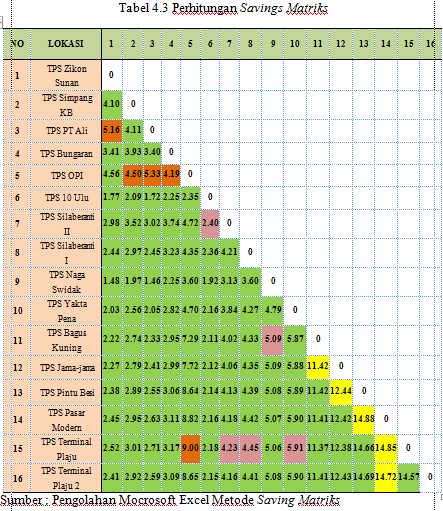 Tabel 4.3 Perhitungan Savings Matriks
NO LOKASI 1 2 3 4 5 6 7 8 9 10 11 12 13 14 15 16
1 TPS Zikon Sunan 0
2 TPS Simpang KB 4.10 0
3 TPS PT Ali 5.16 4.11 0
4 TPS Bungaran 3.41 3.93 3.40 0
5 TPS OPI 4.56 4.50 5.33 4.19 0
6 TPS 10 Ulu 1.77 2.09 1.72 2.25 2.35 0
7 TPS Silaberanti II 2.98 3.52 3.02 3.74 4.72 2.40 0
8 TPS Silaberanti I 2.44 2.97 2.45 3.23 4.35 2.36 4.21 0
9 TPS Naga Swidak 1.48 1.97 1.46 2.25 3.60 1.92 3.13 3.60 0
10 TPS Yakta Pena 2.03 2.56 2.05 2.82 4.70 2.16 3.84 4.27 4.79 0
11 TPS Bagus Kuning 2.22 2.74 2.33 2.95 7.29 2.11 4.02 4.33 5.09 5.87 0
12 TPS Jama-jama 2.27 2.79 2.41 2.99 7.72 2.12 4.06 4.35 5.09 5.88 11.42 0
13 TPS Pintu Besi 2.38 2.89 2.55 3.06 8.64 2.14 4.13 4.39 5.08 5.89 11.42 12.44 0
14 TPS Pasar Modern 2.45 2.95 2.63 3.11 8.82 2.16 4.18 4.42 5.07 5.90 11.41 12.42 14.88 0
15 TPS Terminal Plaju 2.52 3.01 2.71 3.17 9.00 2.18 4.23 4.45 5.06 5.91 11.37 12.38 14.66 14.85 0
16 TPS Terminal Plaju 2 2.41 2.92 2.59 3.09 8.65 2.15 4.16 4.41 5.08 5.90 11.41 12.43 14.69 14.72 14.57 0
Sumber : Pengolahan Mocrosoft Excel Metode Saving Matriks